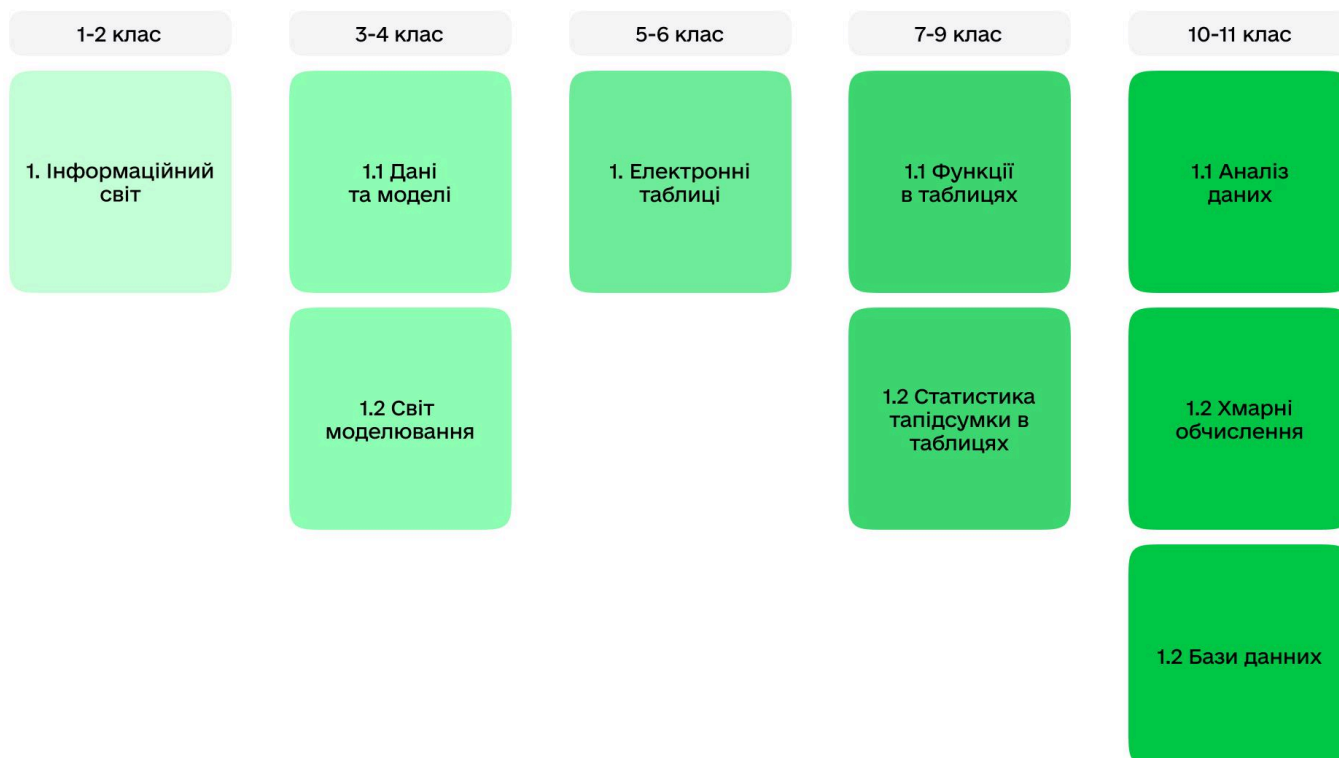 1-2 клас
3-4 клас
5-6 клас
7-9 клас
10-11 клас
1. Інформаційний
світ
1.1 Дані
та моделі
1. Електронні
таблиці
1.1 Функції
в таблицях
1.1 Аналіз
даних
1.2 Світ
моделювання
1.2 Статистика
тапідсумки в
таблицях
1.2 Хмарні
обчислення
1.2 Бази данних